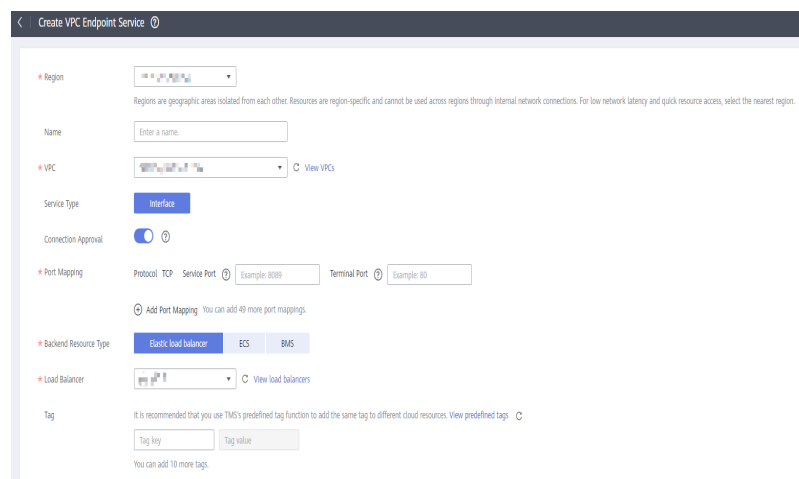 Create VPC Endpoint Service
* Region
Regions are geographic areas isolated from each other. Resources are region-specific and cannot be used across regions through internal network connections. For low network latency and quick resource access, select the nearest region.
Name Enter a name.
* VPC View VPCs
Service Type Interface
Connection Approval
* Port Mapping Protocol TCP Service Port Example: 8089 Terminal Port Example: 80
Add Port Mapping You can add 49 more port mappings.
* Backend Resource Type Elastic load balancer ECS BMS
* Load Balancer View load balancers
Tag It is recommended that you use TMS's predefined tag function to add the same tag to different cloud resources. View predefined tags
Tag key Tag value
You can add 10 more tags.